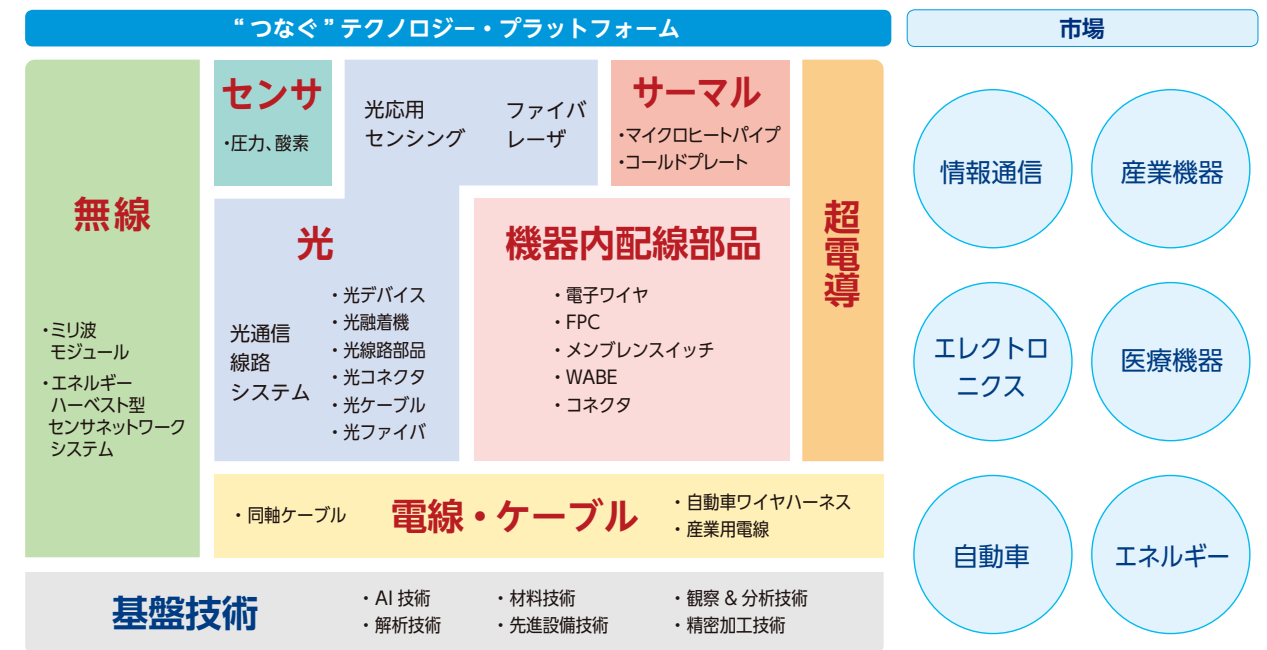 “つなぐ”テクノロジー・プラットフォーム
市場
無線
・ミリ波
モジュール
・エネルギー
ハーベスト型
センサネットワーク
システム
センサ
・圧力、酸素
光応用
センシング
ファイバ
レーザ
サーマル
・マイクロヒートパイプ
・コールドプレート
光
光通信
線路
システム
・光デバイス
・光融着機
・光線路部品
・光コネクタ
・光ケーブル
・光ファイバ
機器内配線部品
・電子ワイヤ
・FPC
・メンブレンスイッチ
・WABE
・コネクタ
超電導
・同軸ケーブル
電線・ケーブル
・自動車ワイヤハーネス
・産業用電線
基盤技術
・AI 技術
・解析技術
・材料技術
・先進設備技術
・観察 & 分析技術
・精密加工技術
情報通信
産業機器
エレクトロ
ニクス
医療機器
自動車
エネルギー